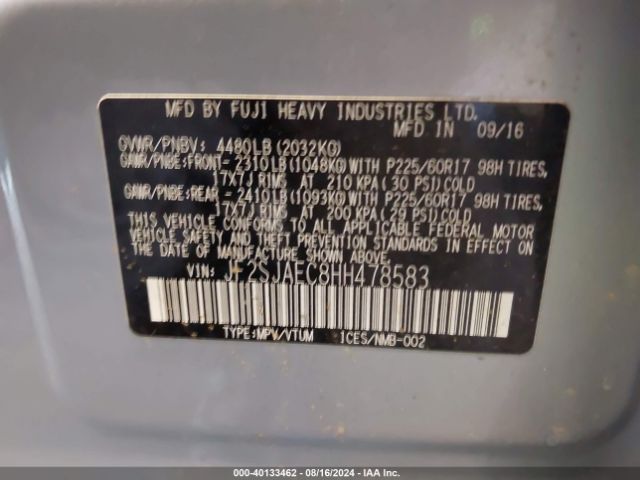 MFD BY FUJI HEAVY INDUSTRIES LTD.
MFD IN 09/16
GVWR/PNBV: 4480LB(2032KG)
GAWR/PNBE:FRONT- 2310LB(1048KG)WITH P225/60R17 98H TIRES,
17X7J RIMS AT 210 KPA(30 PSI)COLD
GAWR/PNBE:REAR - 2410LB(1093KG)WITH P225/60R17 98H TIRES,
17X7J RIMS AT 200 KPA(29 PSI)COLD
THIS VEHICLE CONFORMS TO ALL APPLICABLE FEDERAL MOTOR
VEHICLE SAFETY AND THEFT PREVENTION STANDARDS IN EFFECT
ON THE DATE OF MANUFACTURE SHOWN ABOVE.
VIN: JF2SJAEC8HH478583
TYPE:MPV/VTUM ICES/NMB-002
000-40133462 - 08/16/2024 - IAAI.COM